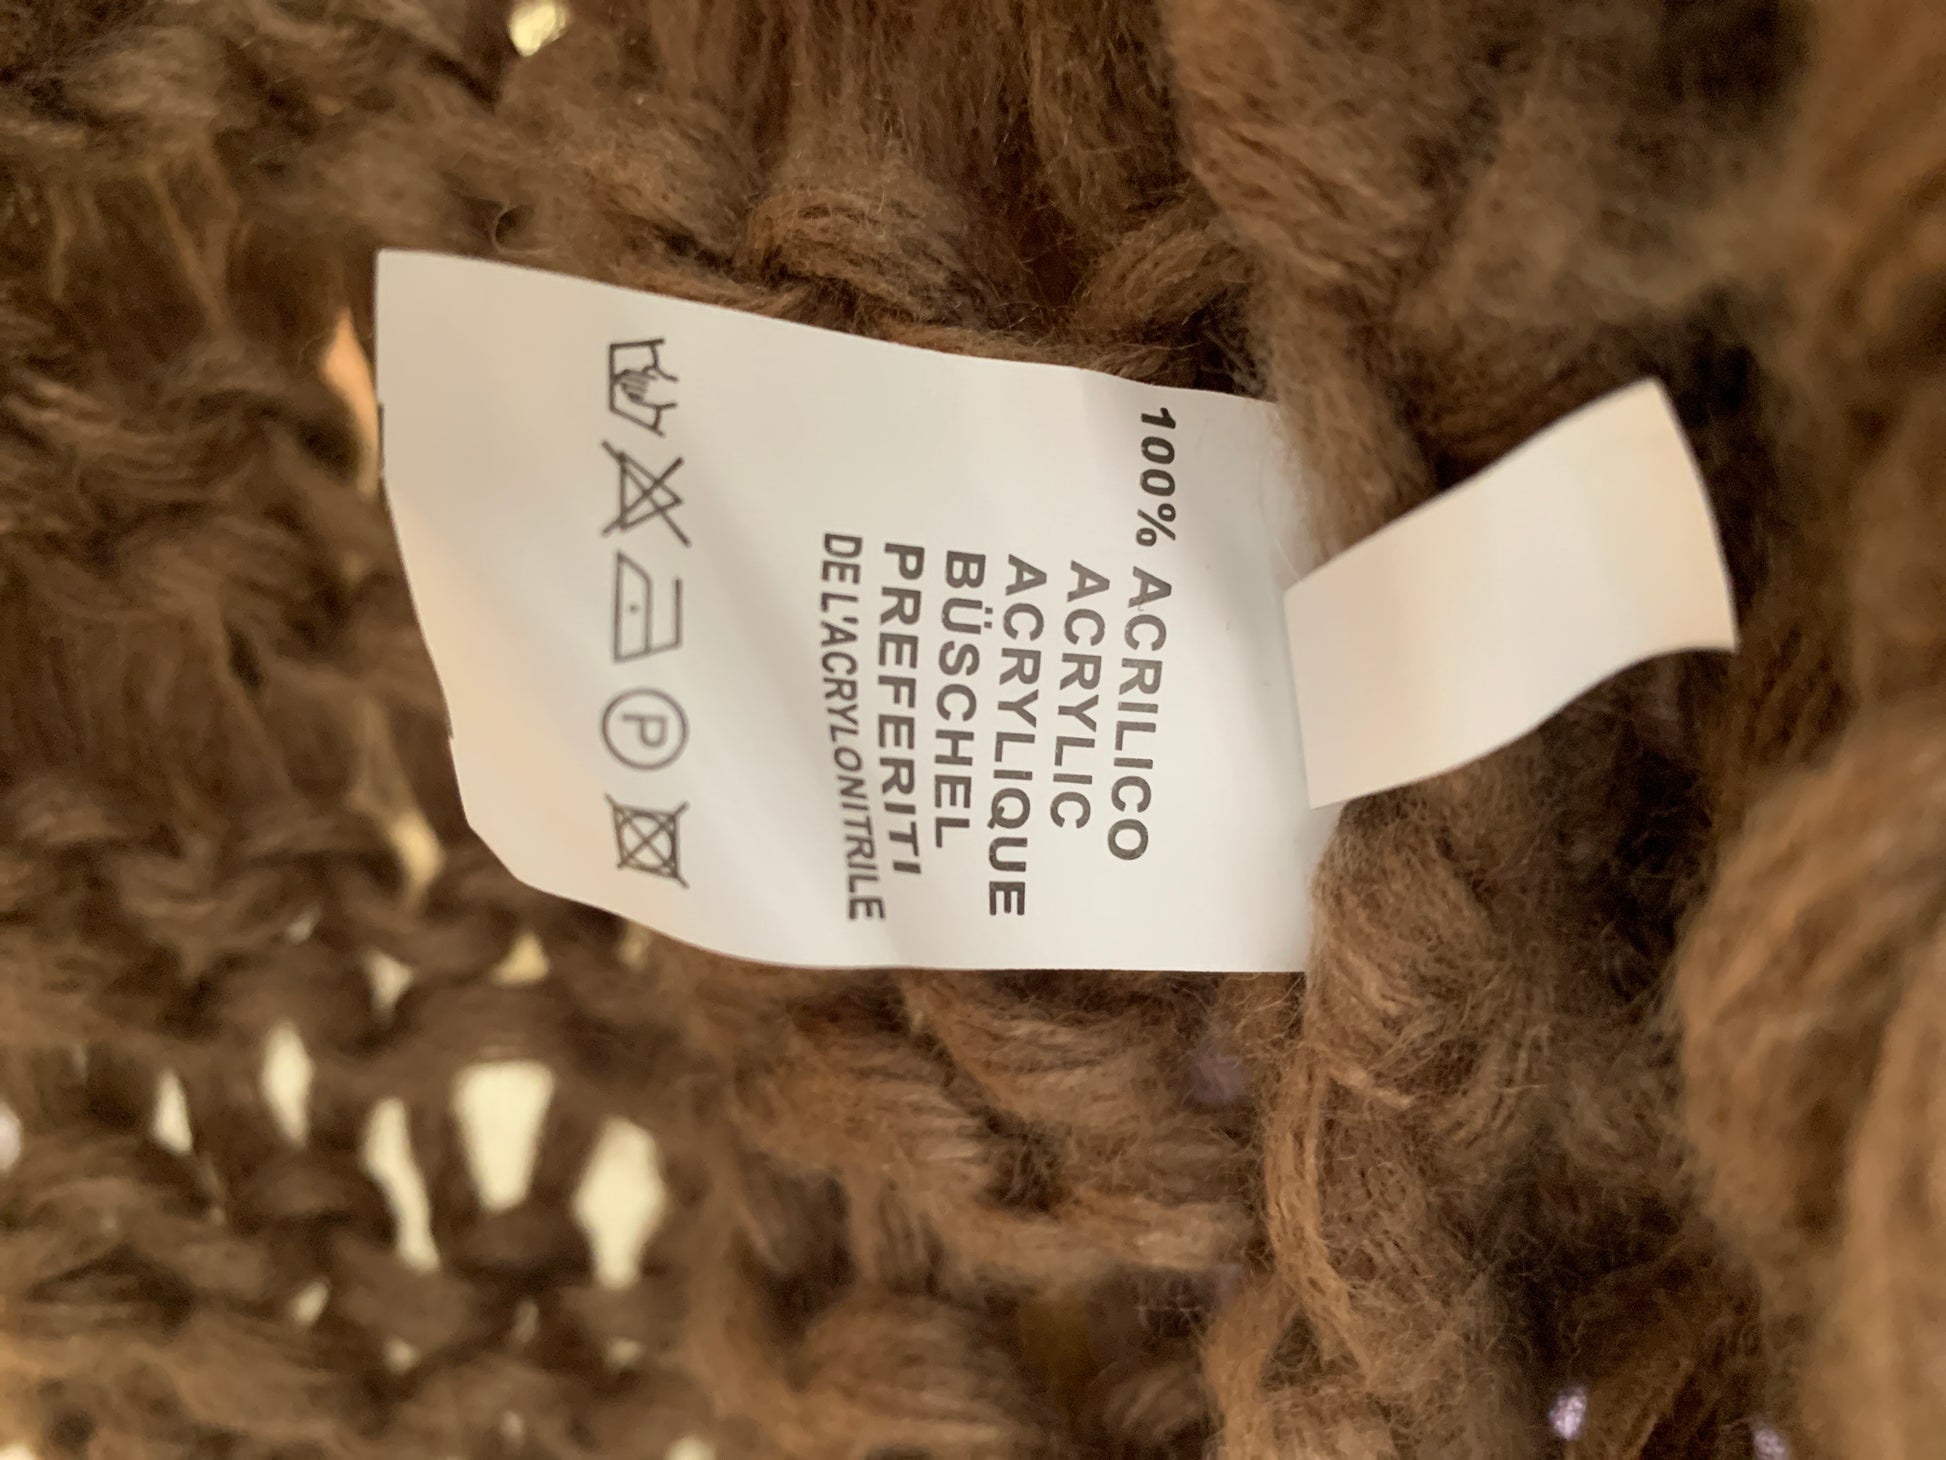 100% ACRILICO
ACRYLIC
ACRYLIQUE
BÜSCHEL
PREFERITI
DE L'ACRYLONITRILE
P